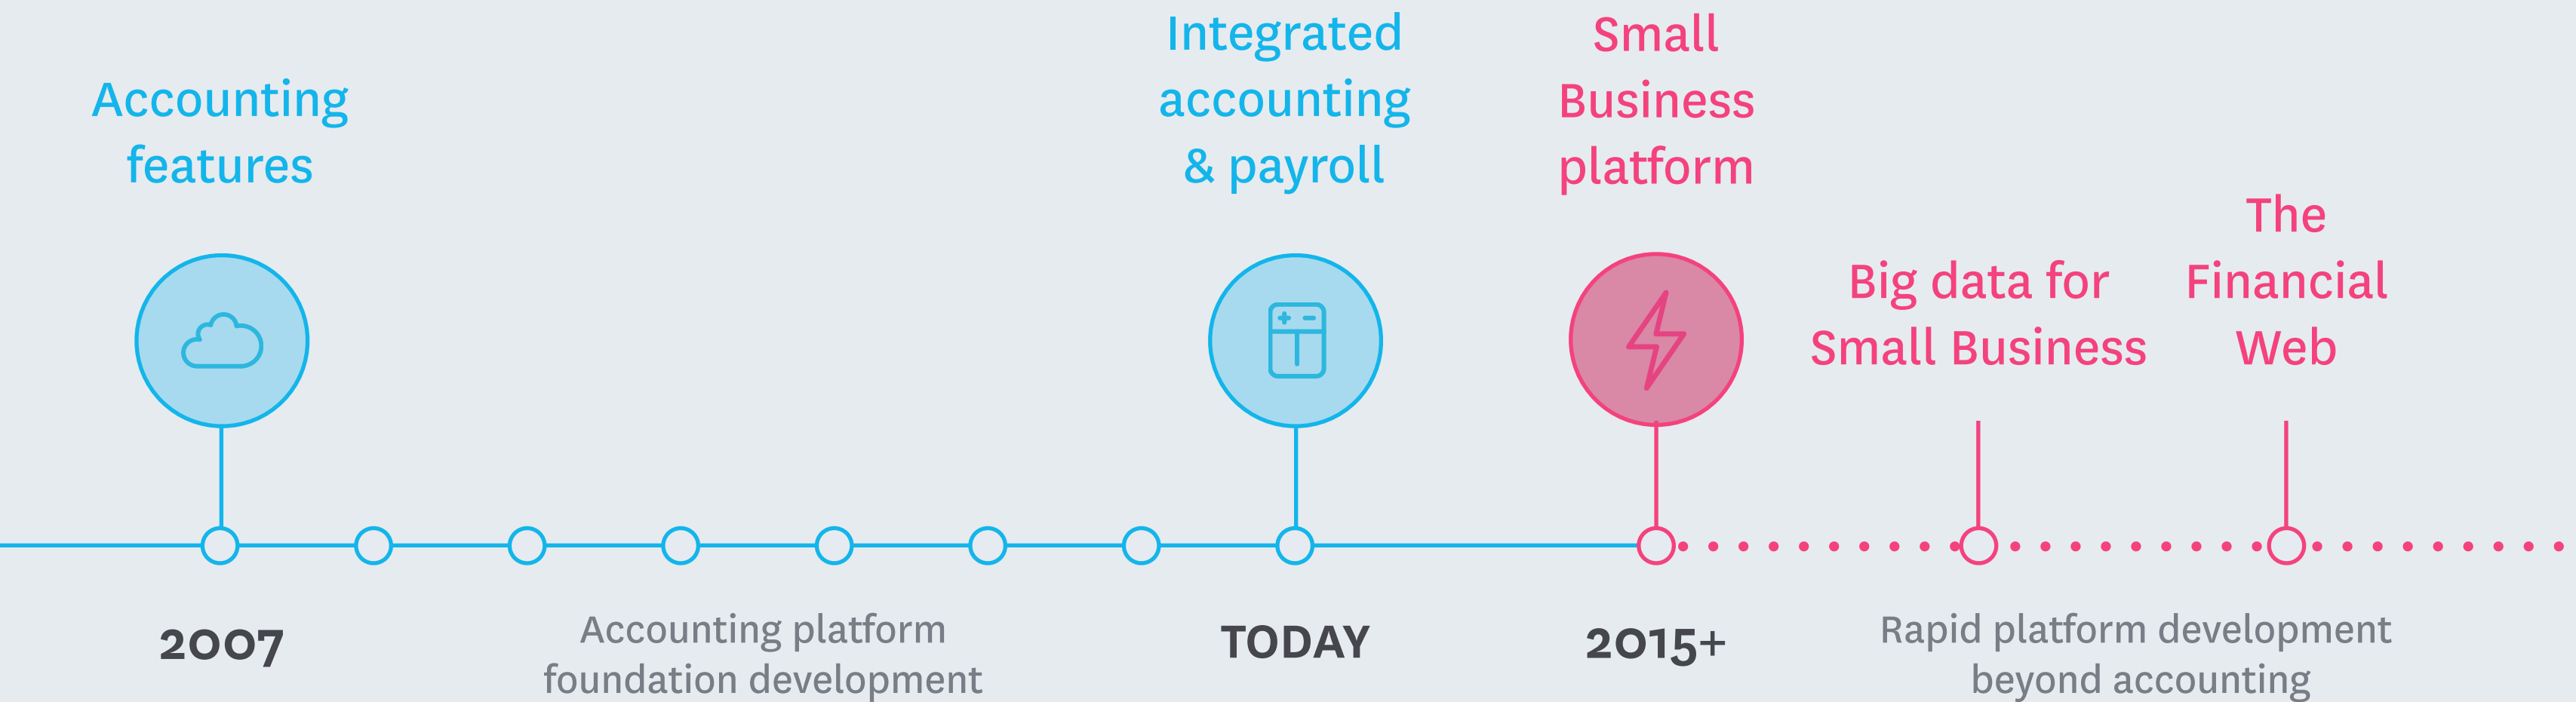 Accounting
features
Integrated
accounting
& payroll
Small
Business
platform
Big data for
Small Business
The
Financial
Web
2007
Accounting platform
foundation development
TODAY
2015+
Rapid platform development
beyond accounting